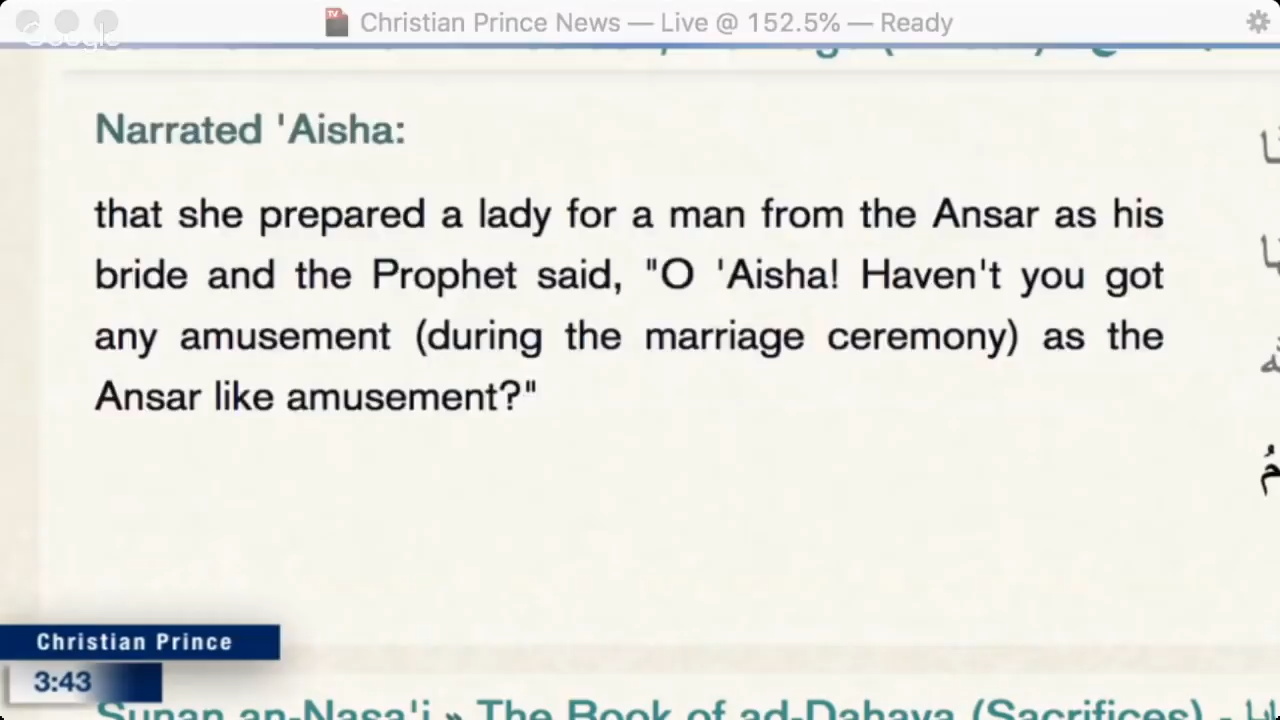 Christian Prince News — Live @ 152.5% — Ready
Google
Narrated 'Aisha:
that she prepared a lady for a man from the Ansar as his
bride and the Prophet said, "O 'Aisha! Haven't you got
any amusement (during the marriage ceremony) as the
Ansar like amusement?"
Christian Prince
3:43
Sunan an-Nasa'i » The Book of ad-Dahaya (Sacrifices) -